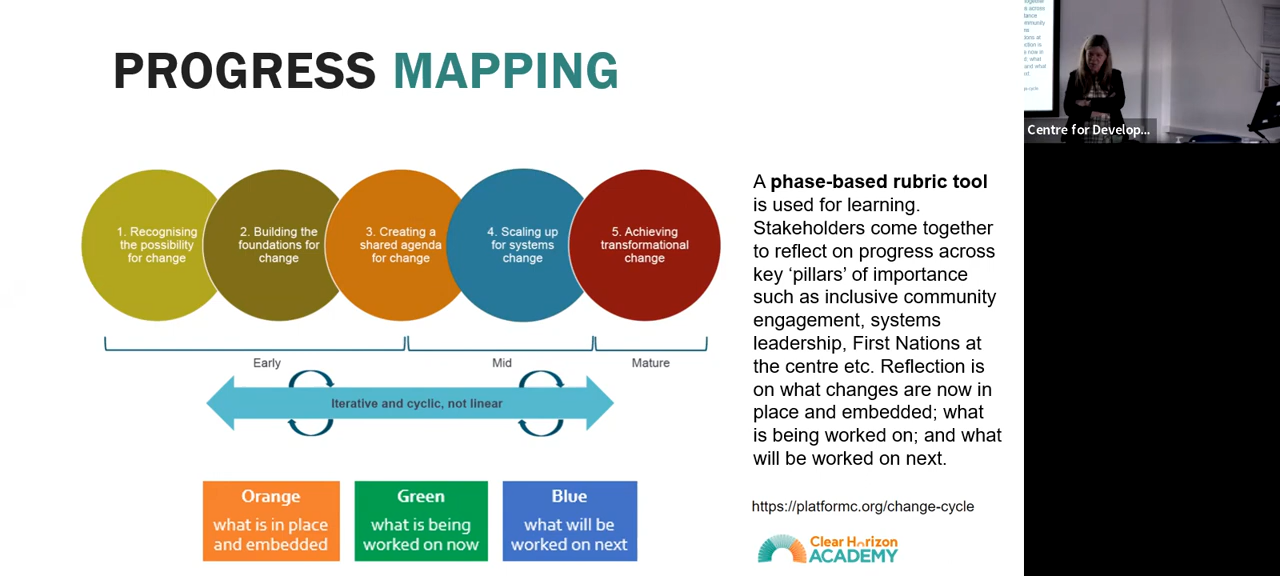 PROGRESS MAPPING
1. Recognising
the possibility
for change
2. Building the
foundations for
change
3. Creating a
shared agenda
for change
4. Scaling up
for systems
change
5. Achieving
transformational
change
Early
Mid
Mature
Iterative and cyclic, not linear
Orange
what is in place
and embedded
Green
what is being
worked on now
Blue
what will be
worked on next
A phase-based rubric tool
is used for learning.
Stakeholders come together
to reflect on progress across
key ‘pillars’ of importance
such as inclusive community
engagement, systems
leadership, First Nations at
the centre etc. Reflection is
on what changes are now in
place and embedded; what
is being worked on; and what
will be worked on next.
https://platformc.org/change-cycle
Clear Horizon
ACADEMY
Centre for Develop...